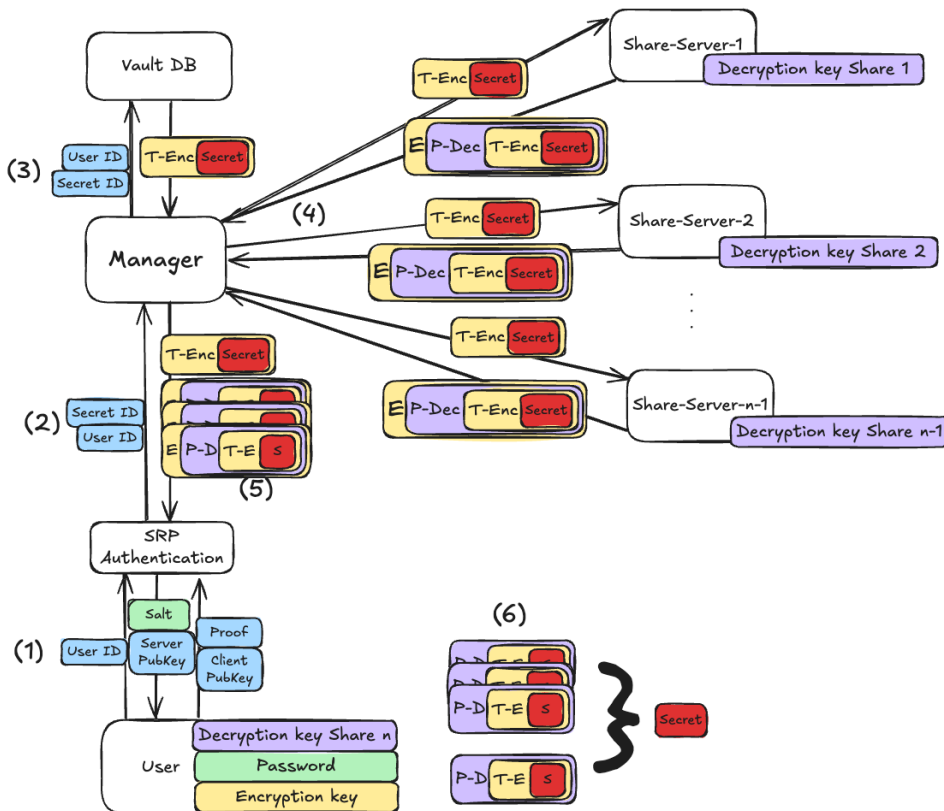 Vault DB
Share-Server-1
Decryption key Share 1
T-Enc Secret
E P-Dec T-Enc Secret
(3)
User ID
Secret ID
T-Enc Secret
(4)
T-Enc Secret
Share-Server-2
Decryption key Share 2
Manager
E P-Dec T-Enc Secret
T-Enc Secret
T-Enc Secret
Share-Server-n-1
Decryption key Share n-1
E P-Dec T-Enc Secret
(2)
Secret ID
User ID
E P-D T-E S
(5)
SRP
Authentication
(1)
User ID
Salt
Server
PubKey
Proof
Client
PubKey
User
Decryption key Share n
Password
Encryption key
(6)
P-D T-E S
P-D T-E S
P-D T-E S
P-D T-E S
Secret